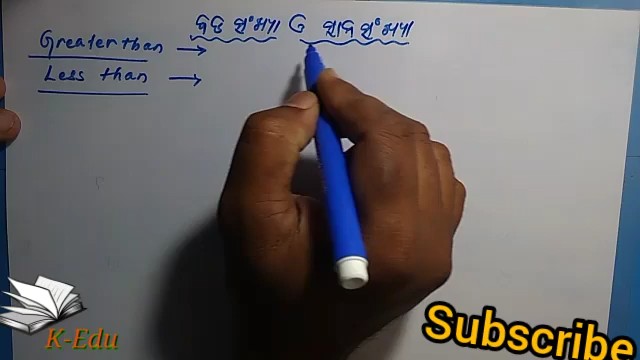 ବଡ ସଂଖ୍ୟା ଓ ସାନ ସଂଖ୍ୟା
Greater than →
Less than →
K-Edu
Subscribe